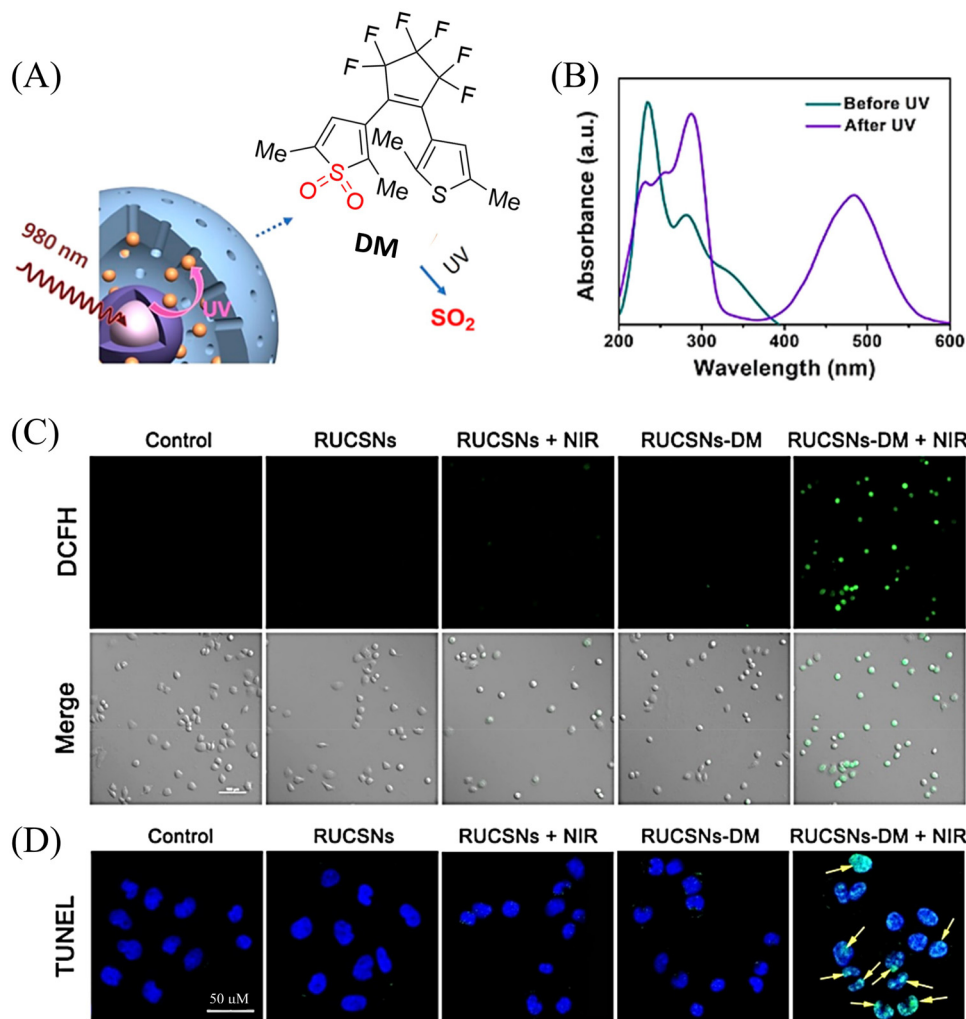 (A)
F F F F F F
Me
Me
Me
Me
S
S
O
O
DM
UV
SO₂
980 nm
UV
(B)
Before UV
After UV
Absorbance (a.u.)
200 300 400 500 600
Wavelength (nm)
(C)
Control RUCSNs RUCSNs + NIR RUCSNs-DM RUCSNs-DM + NIR
DCFH
Merge
(D)
Control RUCSNs RUCSNs + NIR RUCSNs-DM RUCSNs-DM + NIR
TUNEL
50 uM